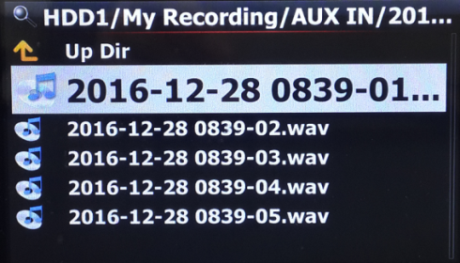 HDD1/My Recording/AUX IN/201...
Up Dir
2016-12-28 0839-01...
2016-12-28 0839-02.wav
2016-12-28 0839-03.wav
2016-12-28 0839-04.wav
2016-12-28 0839-05.wav